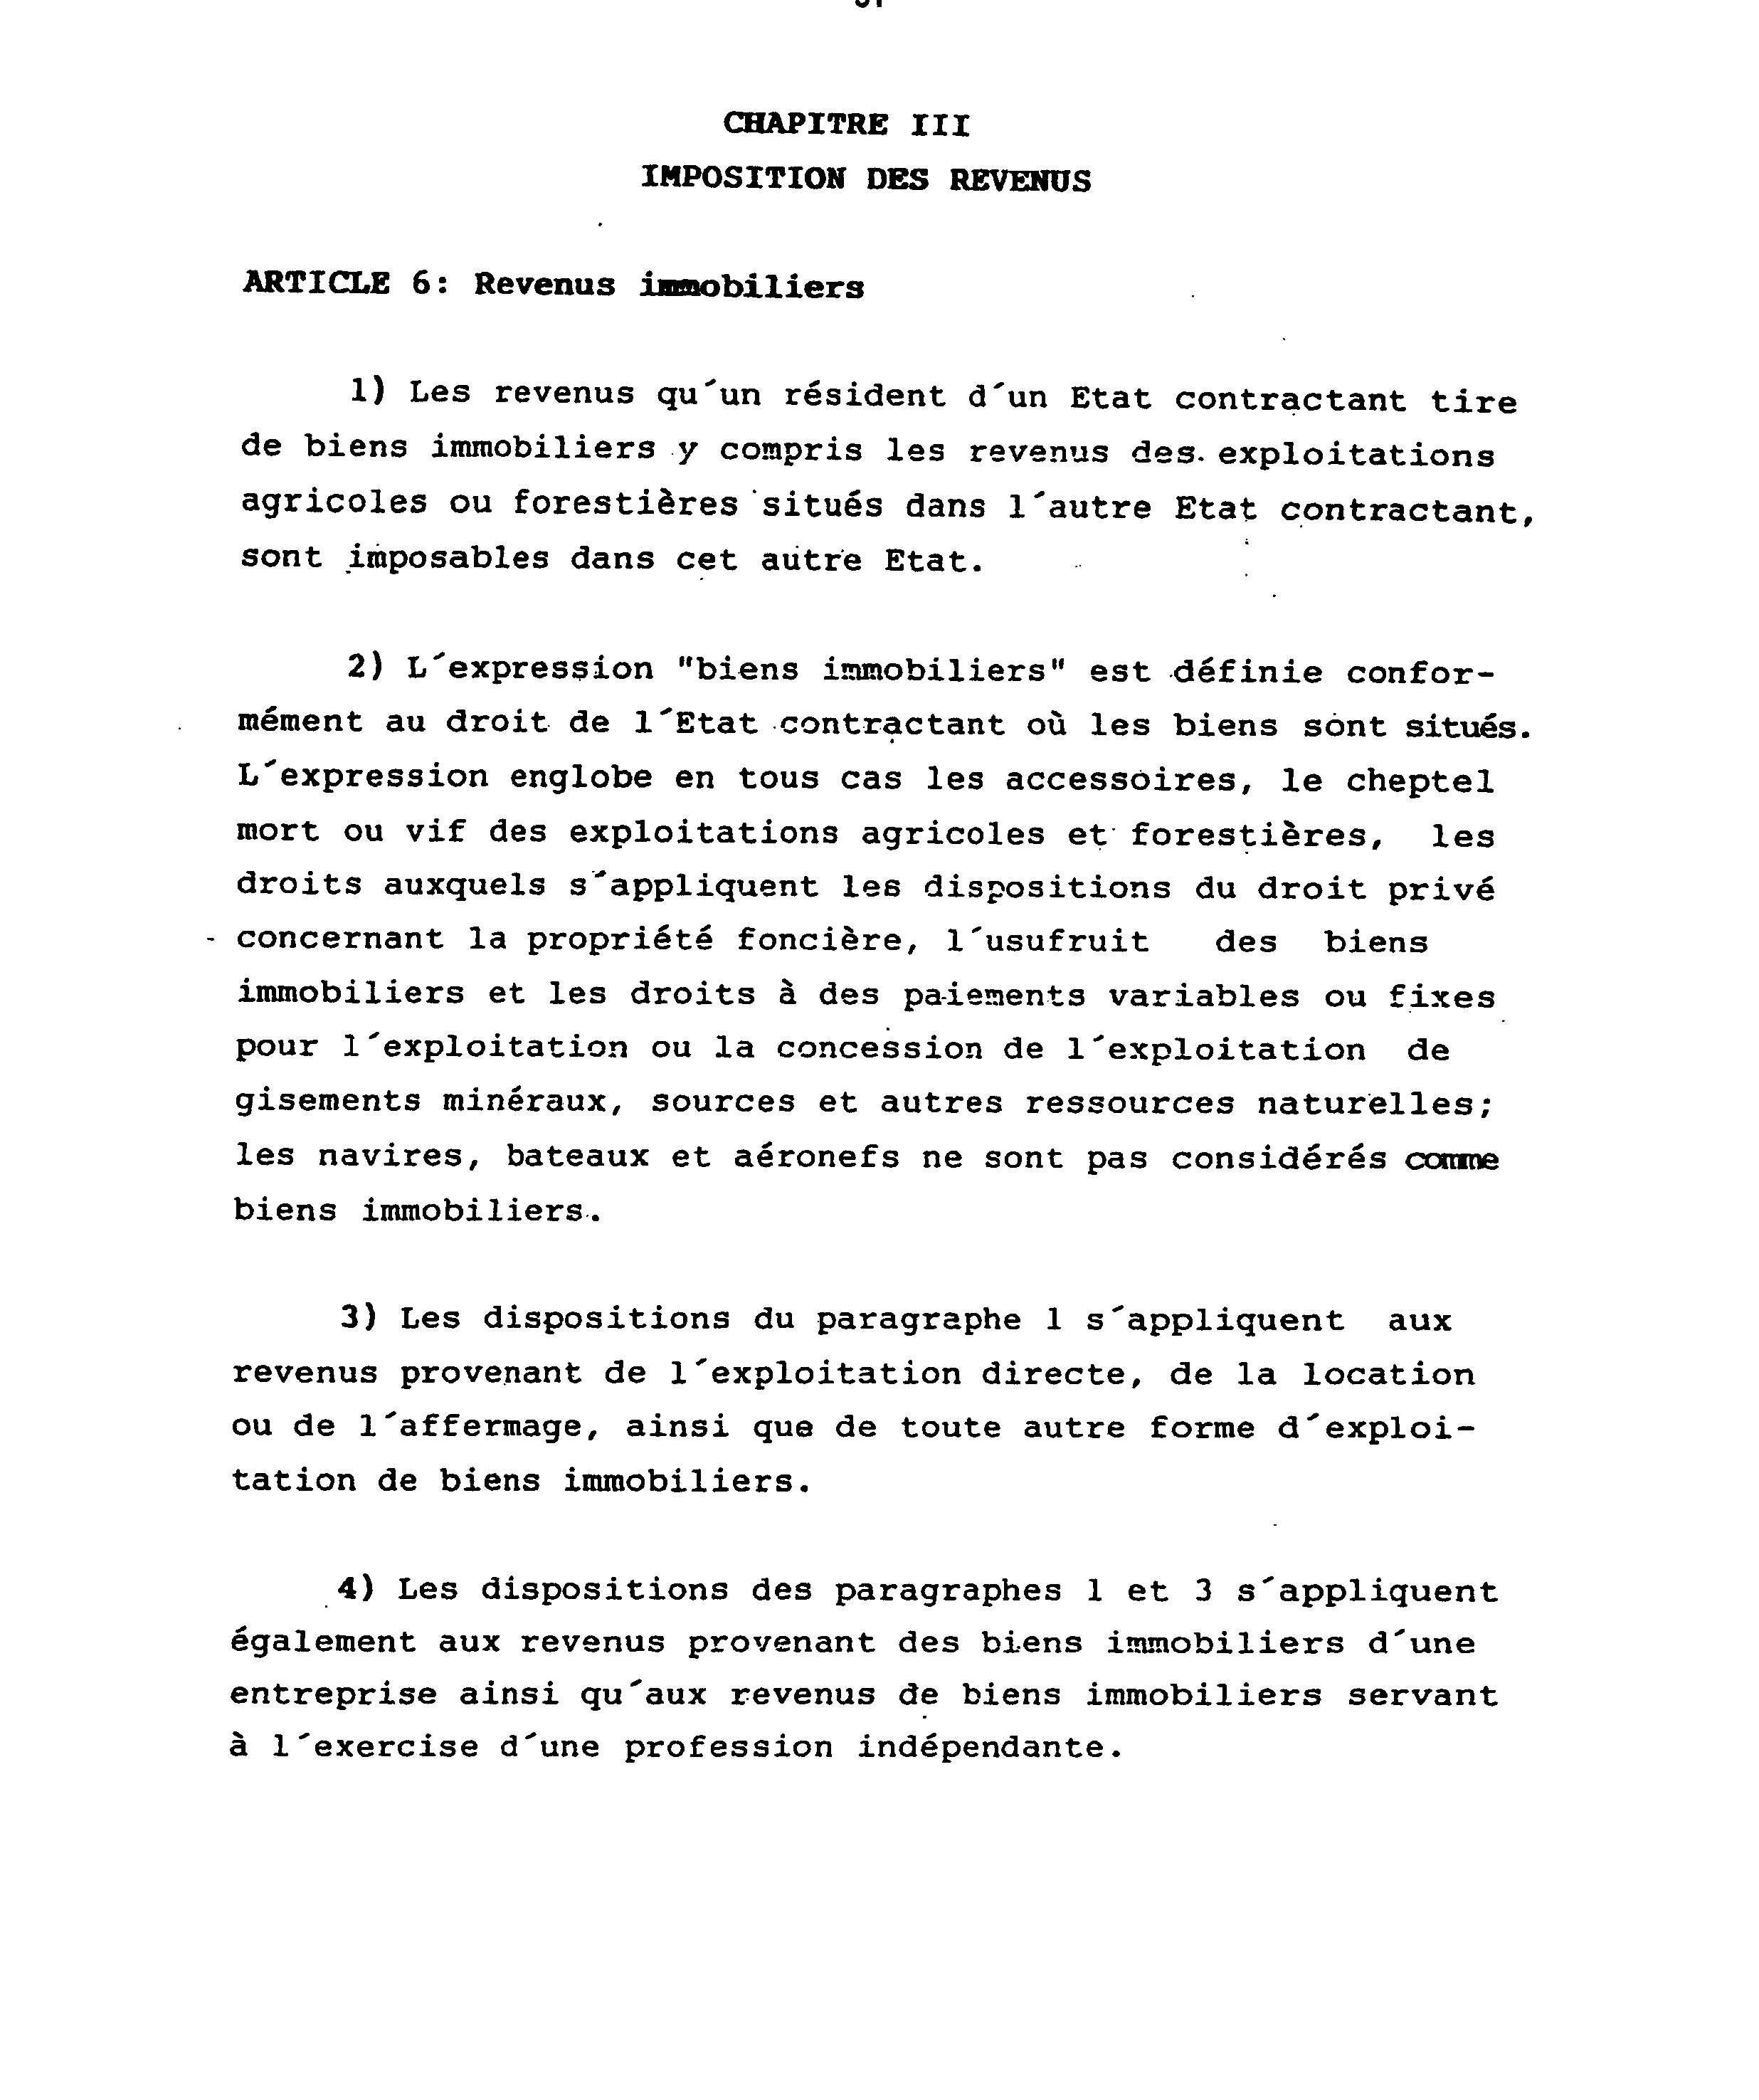 CHAPITRE III
IMPOSITION DES REVENUS
ARTICLE 6: Revenus immobiliers
1) Les revenus qu´un résident d´un Etat contractant tire
de biens immobiliers y compris les revenus des exploitations
agricoles ou forestières situés dans l´autre Etat contractant,
sont imposables dans cet autre Etat.
2) L´expression "biens immobiliers" est définie confor-
mément au droit de l´Etat contractant où les biens sont situés.
L´expression englobe en tous cas les accessoires, le cheptel
mort ou vif des exploitations agricoles et forestières, les
droits auxquels s´appliquent les dispositions du droit privé
concernant la propriété foncière, l´usufruit des biens
immobiliers et les droits à des paiements variables ou fixes
pour l´exploitation ou la concession de l´exploitation de
gisements minéraux, sources et autres ressources naturelles;
les navires, bateaux et aéronefs ne sont pas considérés comme
biens immobiliers.
3) Les dispositions du paragraphe 1 s´appliquent aux
revenus provenant de l´exploitation directe, de la location
ou de l´affermage, ainsi que de toute autre forme d´exploi-
tation de biens immobiliers.
4) Les dispositions des paragraphes 1 et 3 s´appliquent
également aux revenus provenant des biens immobiliers d´une
entreprise ainsi qu´aux revenus de biens immobiliers servant
à l´exercise d´une profession indépendante.